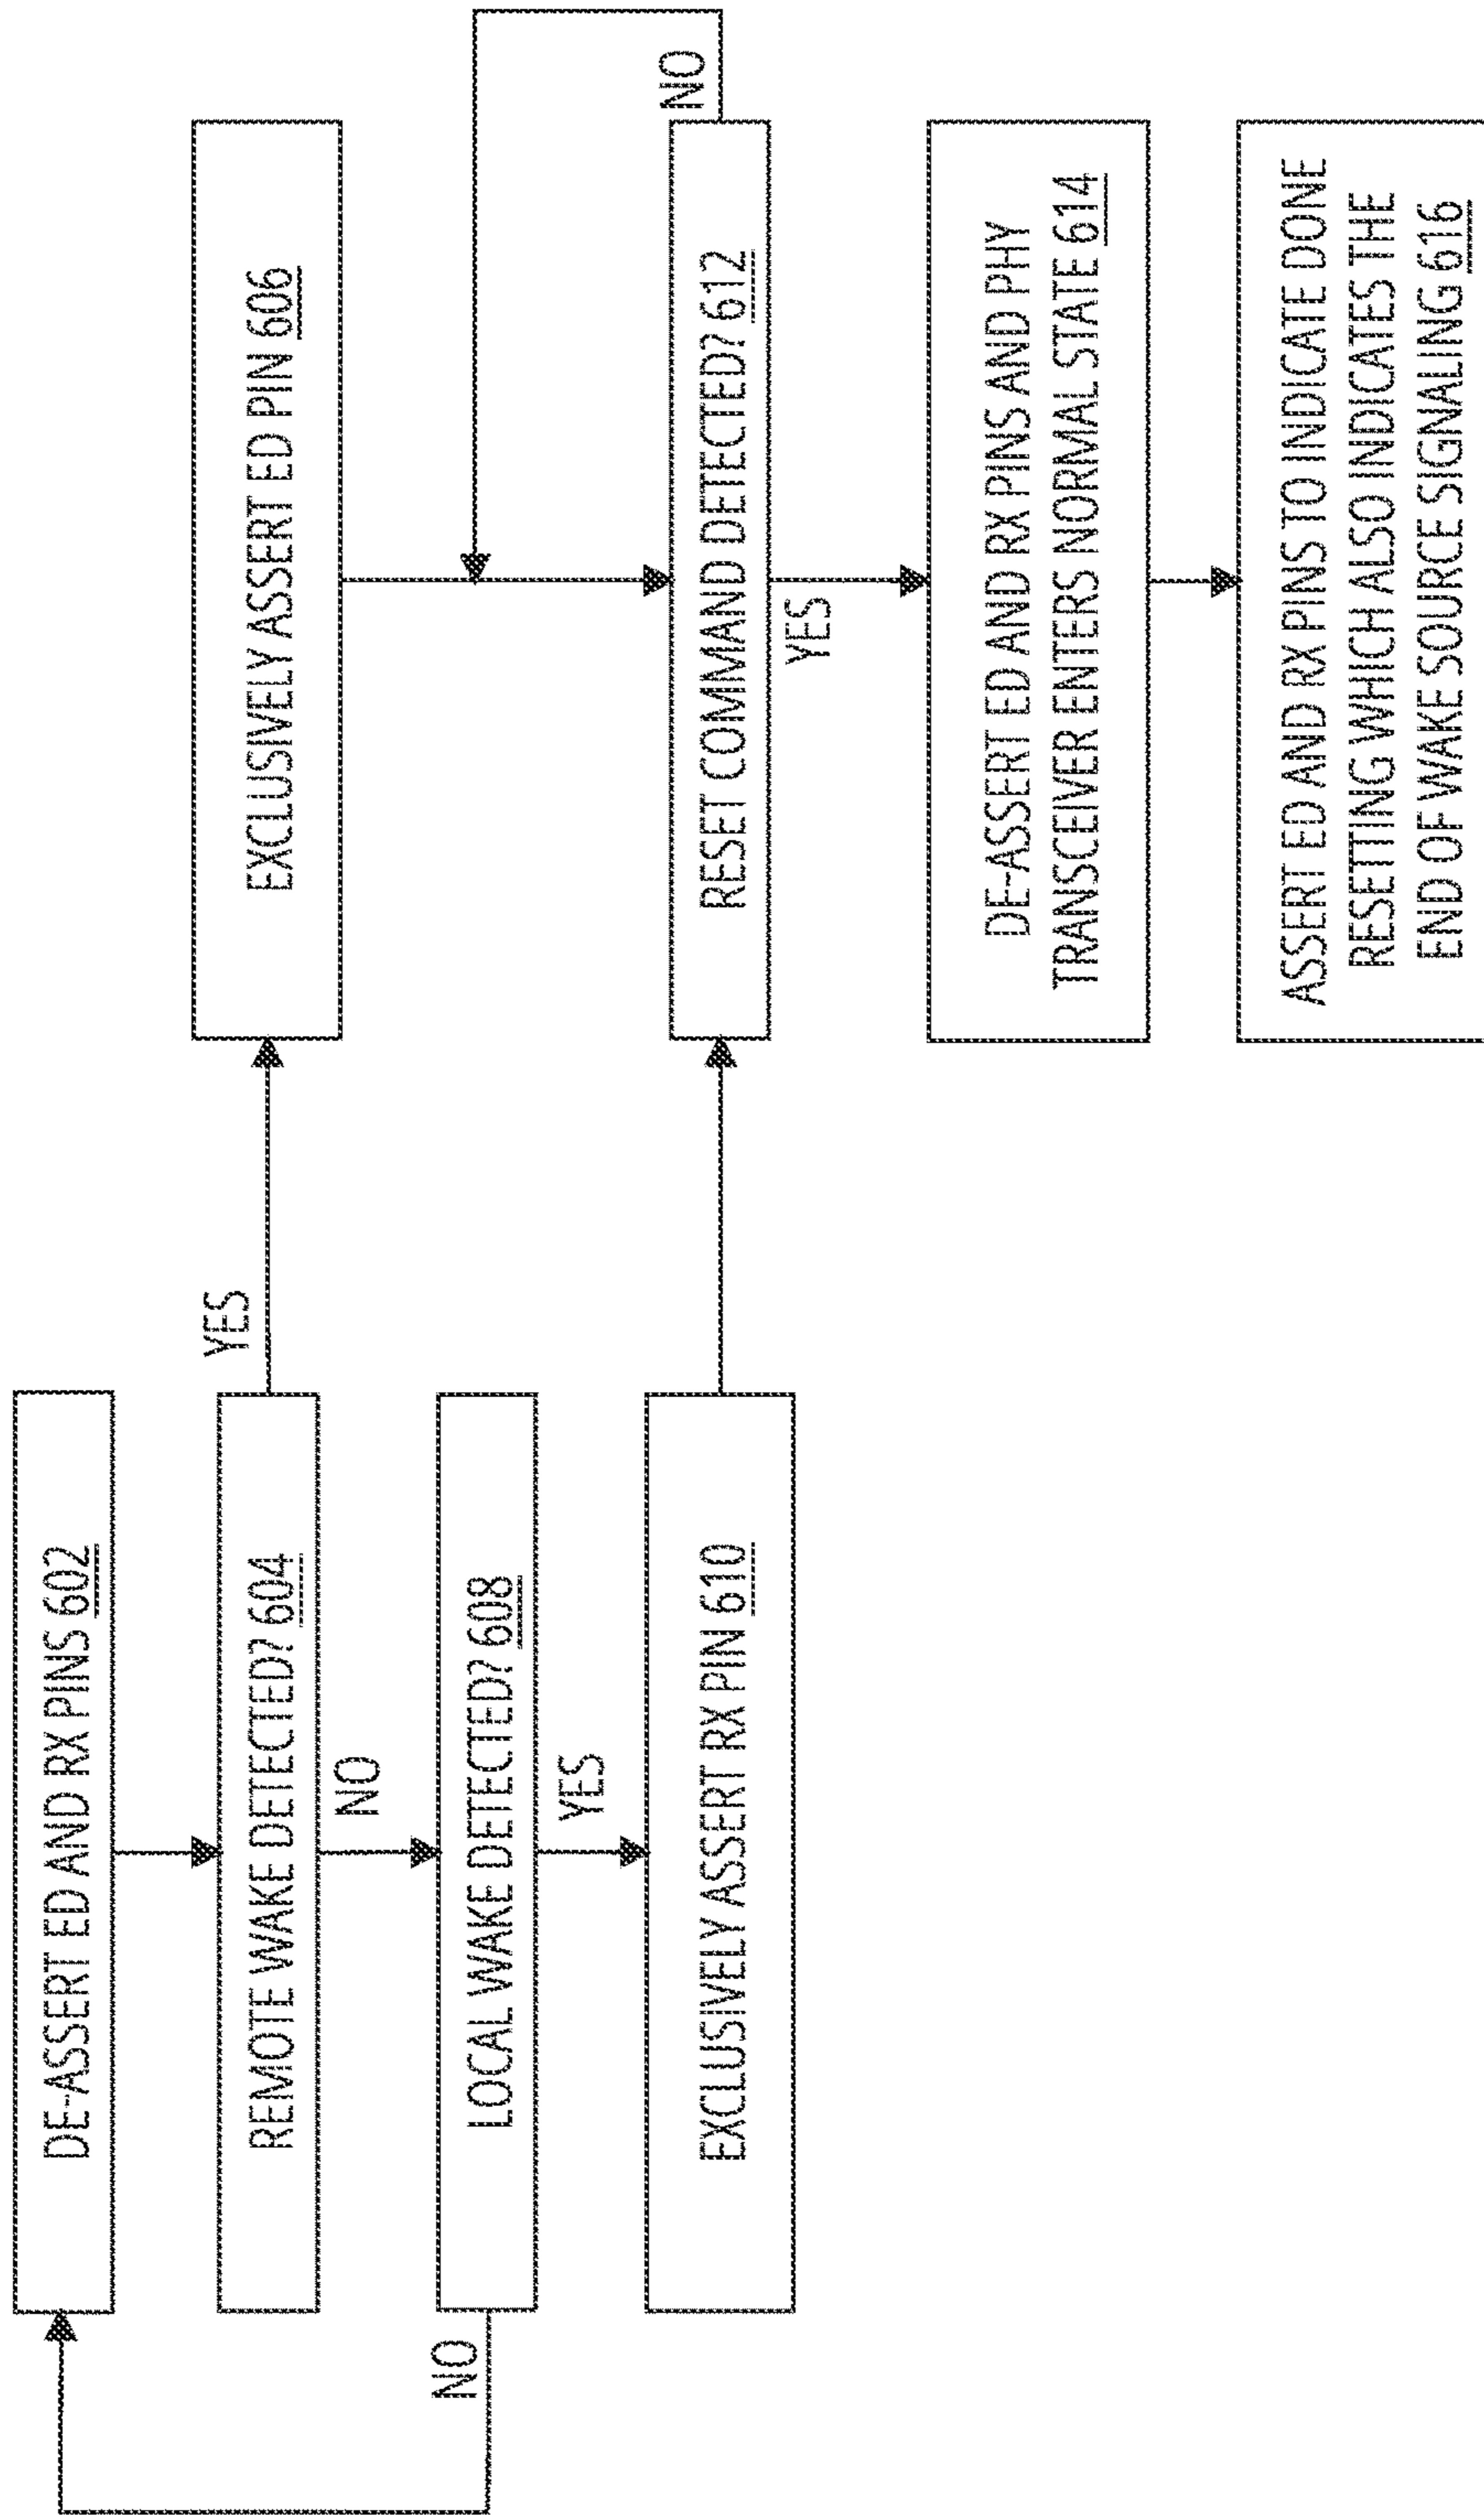 DE-ASSERT ED AND RX PINS 602
REMOTE WAKE DETECTED? 604
YES
NO
LOCAL WAKE DETECTED? 608
NO
YES
EXCLUSIVELY ASSERT RX PIN 610
EXCLUSIVELY ASSERT ED PIN 606
RESET COMMAND DETECTED? 612
NO
YES
DE-ASSERT ED AND RX PINS AND PHY
TRANSCEIVER ENTERS NORMAL STATE 614
ASSERT ED AND RX PINS TO INDICATE DONE
RESETTING WHICH ALSO INDICATES THE
END OF WAKE SOURCE SIGNALING 616